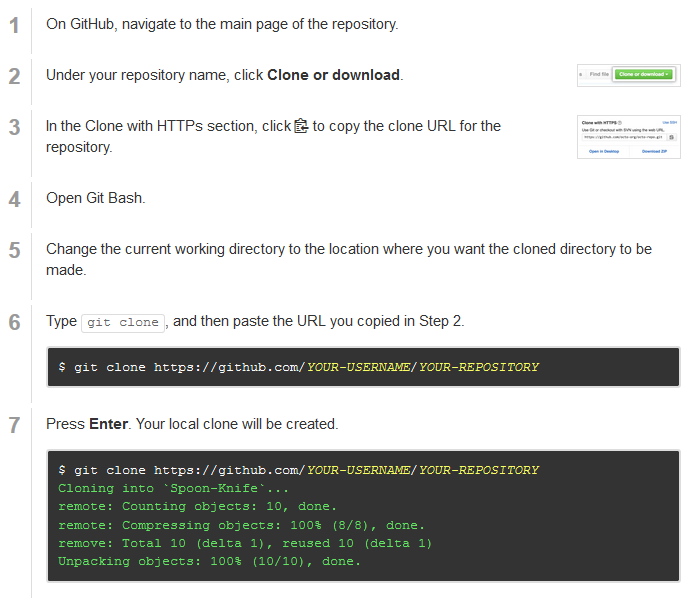 1
On GitHub, navigate to the main page of the repository.
2
Under your repository name, click Clone or download.
Find file
Clone or download
3
In the Clone with HTTPs section, click to copy the clone URL for the
repository.
Clone with HTTPS
Use SSH
Use Git or checkout with SVN using the web URL.
Open in Desktop
Download ZIP
4
Open Git Bash.
5
Change the current working directory to the location where you want the cloned directory to be
made.
6
Type git clone, and then paste the URL you copied in Step 2.
$ git clone https://github.com/YOUR-USERNAME/YOUR-REPOSITORY
7
Press Enter. Your local clone will be created.
$ git clone https://github.com/YOUR-USERNAME/YOUR-REPOSITORY
Cloning into `Spoon-Knife`...
remote: Counting objects: 10, done.
remote: Compressing objects: 100% (8/8), done.
remove: Total 10 (delta 1), reused 10 (delta 1)
Unpacking objects: 100% (10/10), done.